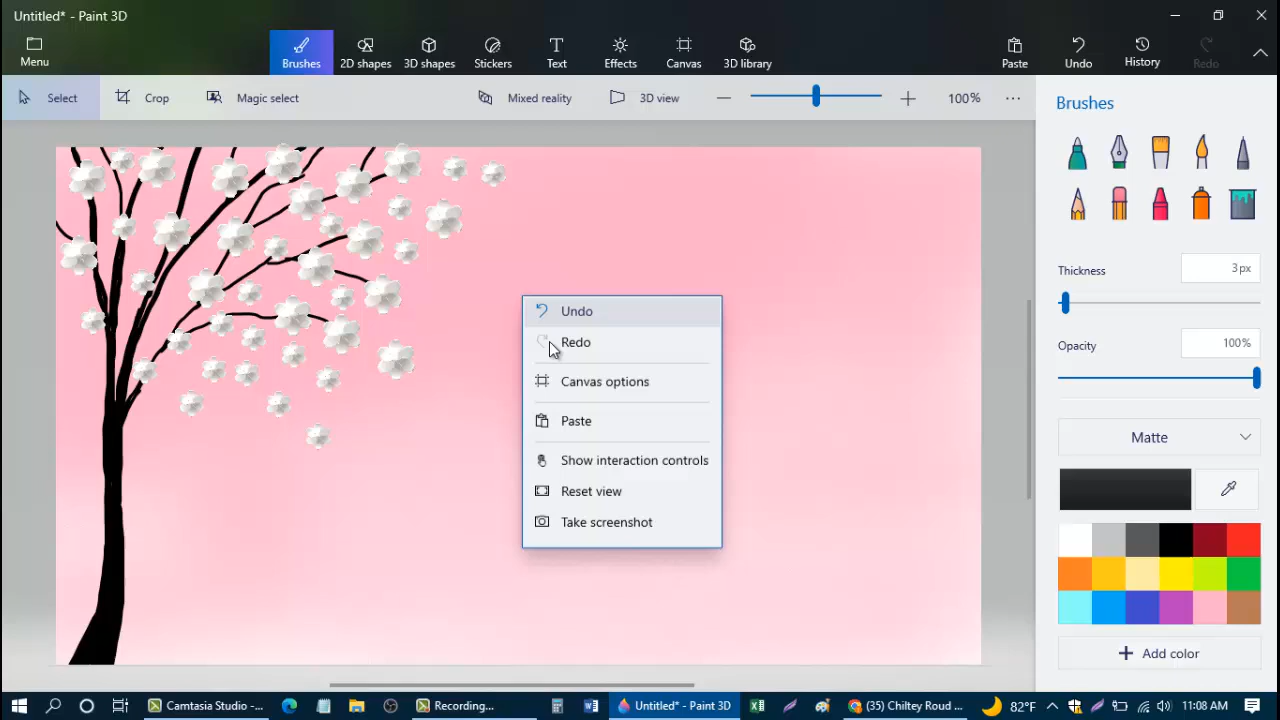 Untitled* - Paint 3D
Menu
Brushes
2D shapes
3D shapes
Stickers
Text
Effects
Canvas
3D library
Paste
Undo
History
Redo
Select
Crop
Magic select
Mixed reality
3D view
100%
Brushes
Thickness
3px
Opacity
100%
Matte
Add color
Undo
Redo
Canvas options
Paste
Show interaction controls
Reset view
Take screenshot
Camtasia Studio -...
Recording...
Untitled* - Paint 3D
(35) Chiltey Roud ...
82°F
11:08 AM